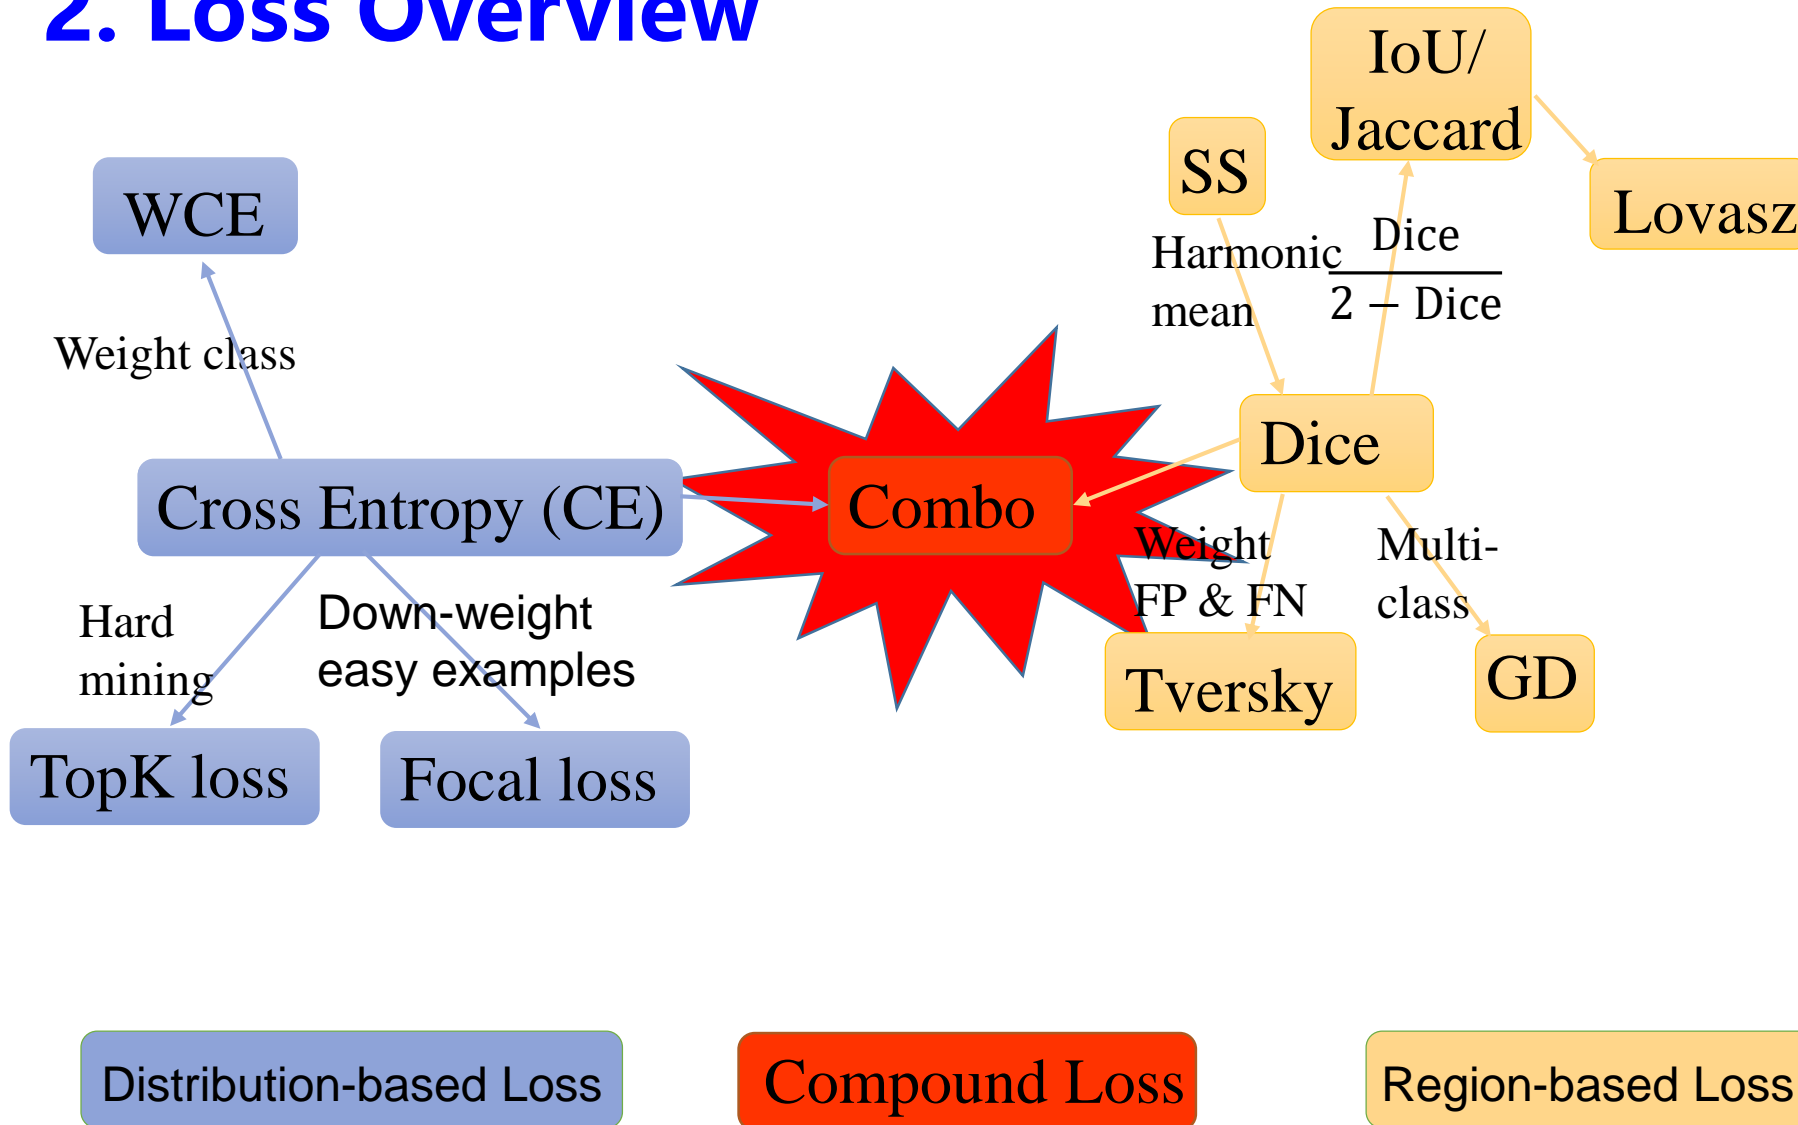 2. Loss Overview
IoU/
Jaccard
SS
WCE
Lovasz
Harmonic
mean
Dice
2 − Dice
Weight class
Dice
Cross Entropy (CE)
Combo
Weight
FP & FN
Multi-
class
Hard
mining
Down-weight
easy examples
Tversky
GD
TopK loss
Focal loss
Distribution-based Loss
Compound Loss
Region-based Loss